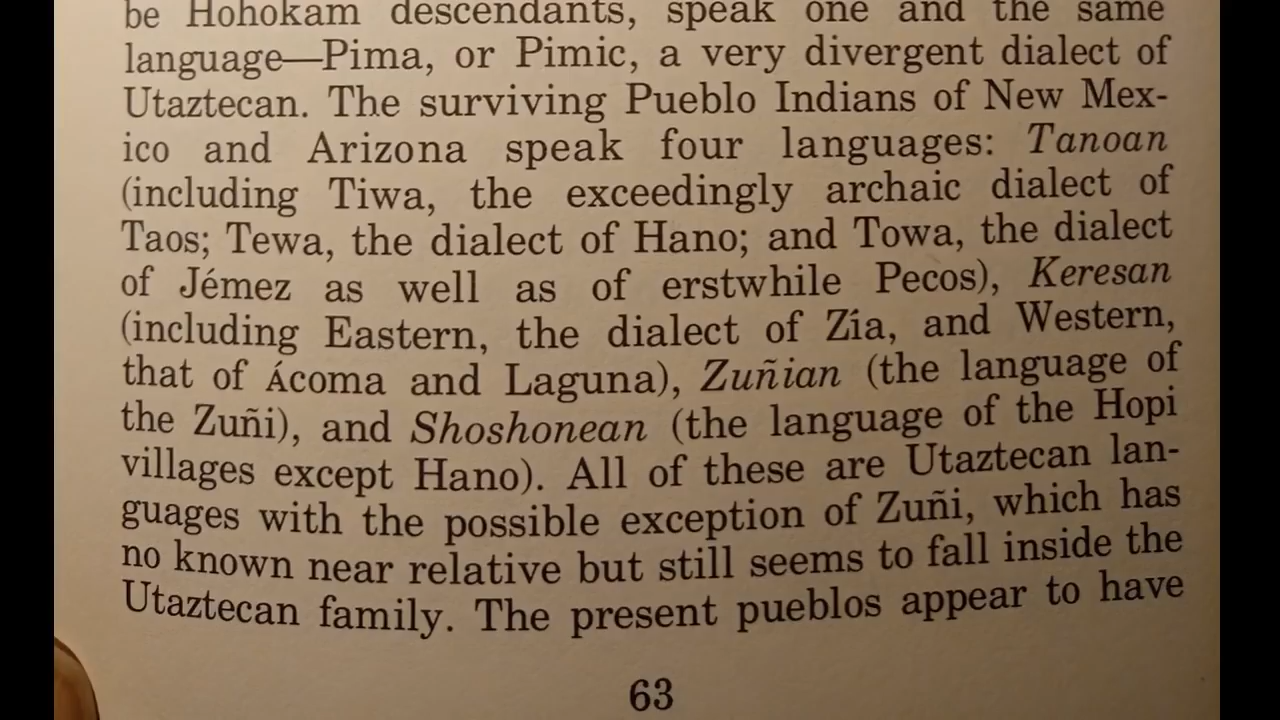 be Hohokam descendants, speak one and the same
language—Pima, or Pimic, a very divergent dialect of
Utaztecan. The surviving Pueblo Indians of New Mex-
ico and Arizona speak four languages: Tanoan
(including Tiwa, the exceedingly archaic dialect of
Taos; Tewa, the dialect of Hano; and Towa, the dialect
of Jémez as well as of erstwhile Pecos), Keresan
(including Eastern, the dialect of Zía, and Western,
that of Ácoma and Laguna), Zuñian (the language of
the Zuñi), and Shoshonean (the language of the Hopi
villages except Hano). All of these are Utaztecan lan-
guages with the possible exception of Zuñi, which has
no known near relative but still seems to fall inside the
Utaztecan family. The present pueblos appear to have
63